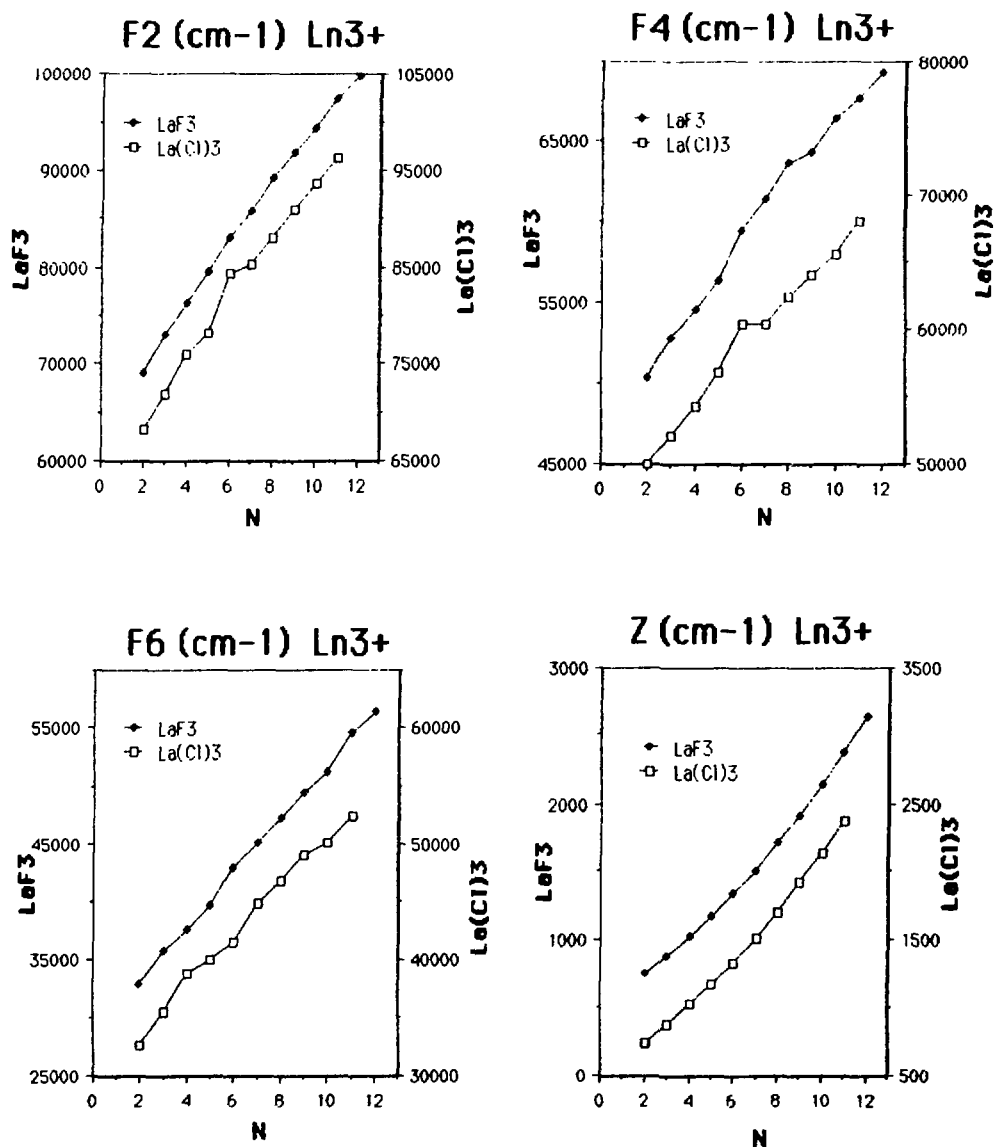 F2 (cm-1) Ln3+
100000
90000
80000
70000
60000
LaF3
105000
95000
85000
75000
65000
La(Cl)3
LaF3
La(Cl)3
0 2 4 6 8 10 12
N
F4 (cm-1) Ln3+
65000
55000
45000
LaF3
80000
70000
60000
50000
La(Cl)3
LaF3
La(Cl)3
0 2 4 6 8 10 12
N
F6 (cm-1) Ln3+
55000
45000
35000
25000
LaF3
60000
50000
40000
30000
La(Cl)3
LaF3
La(Cl)3
0 2 4 6 8 10 12
N
Z (cm-1) Ln3+
3000
2000
1000
0
LaF3
3500
2500
1500
500
La(Cl)3
LaF3
La(Cl)3
0 2 4 6 8 10 12
N